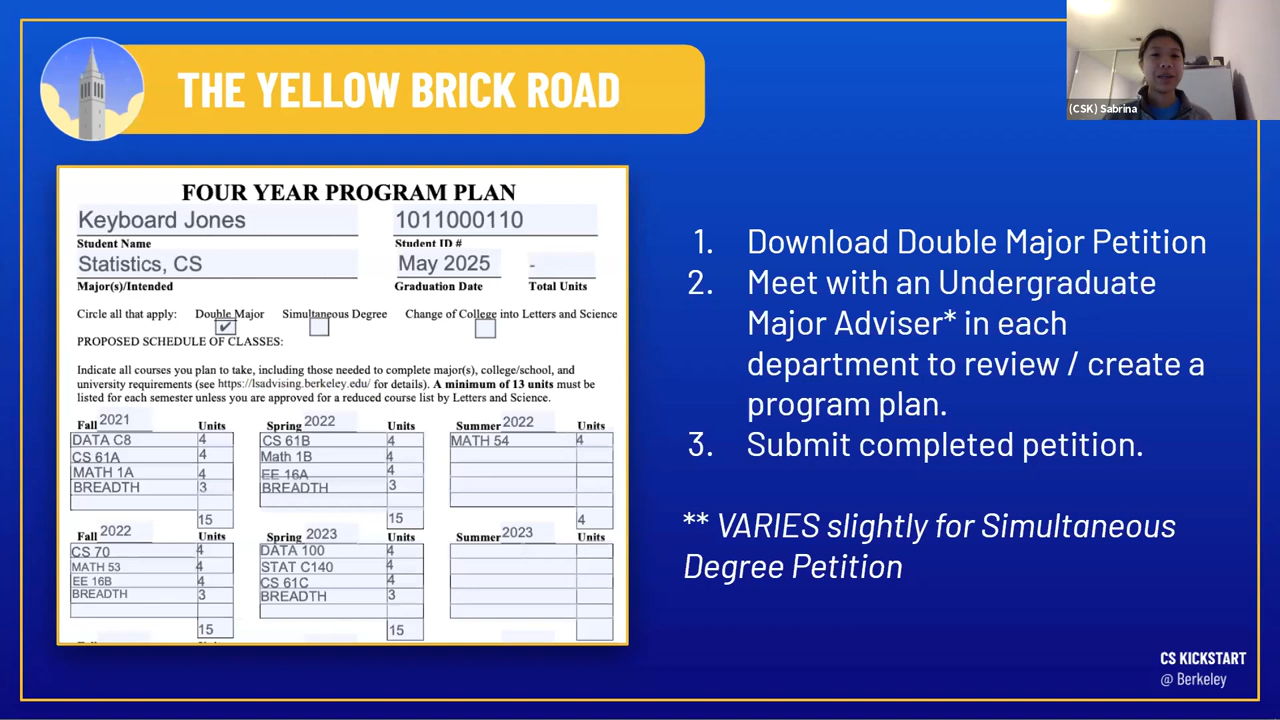 THE YELLOW BRICK ROAD
(CSK) Sabrina
FOUR YEAR PROGRAM PLAN
Keyboard Jones 1011000110
Student Name Student ID #
Statistics, CS May 2025 -
Major(s)/Intended Graduation Date Total Units
Circle all that apply: Double Major Simultaneous Degree Change of College into Letters and Science
✔
PROPOSED SCHEDULE OF CLASSES:
Indicate all courses you plan to take, including those needed to complete major(s), college/school, and
university requirements (see https://lsadvising.berkeley.edu/ for details). A minimum of 13 units must be
listed for each semester unless you are approved for a reduced course list by Letters and Science.
Fall 2021 Units Spring 2022 Units Summer 2022 Units
DATA C8 4 CS 61B 4 MATH 54 4
CS 61A 4 Math 1B 4
MATH 1A 4 EE 16A 4
BREADTH 3 BREADTH 3
15 15 4
Fall 2022 Units Spring 2023 Units Summer 2023 Units
CS 70 4 DATA 100 4
MATH 53 4 STAT C140 4
EE 16B 4 CS 61C 4
BREADTH 3 BREADTH 3
15 15
1. Download Double Major Petition
2. Meet with an Undergraduate
Major Adviser* in each
department to review / create a
program plan.
3. Submit completed petition.
** VARIES slightly for Simultaneous
Degree Petition
CS KICKSTART
@ Berkeley